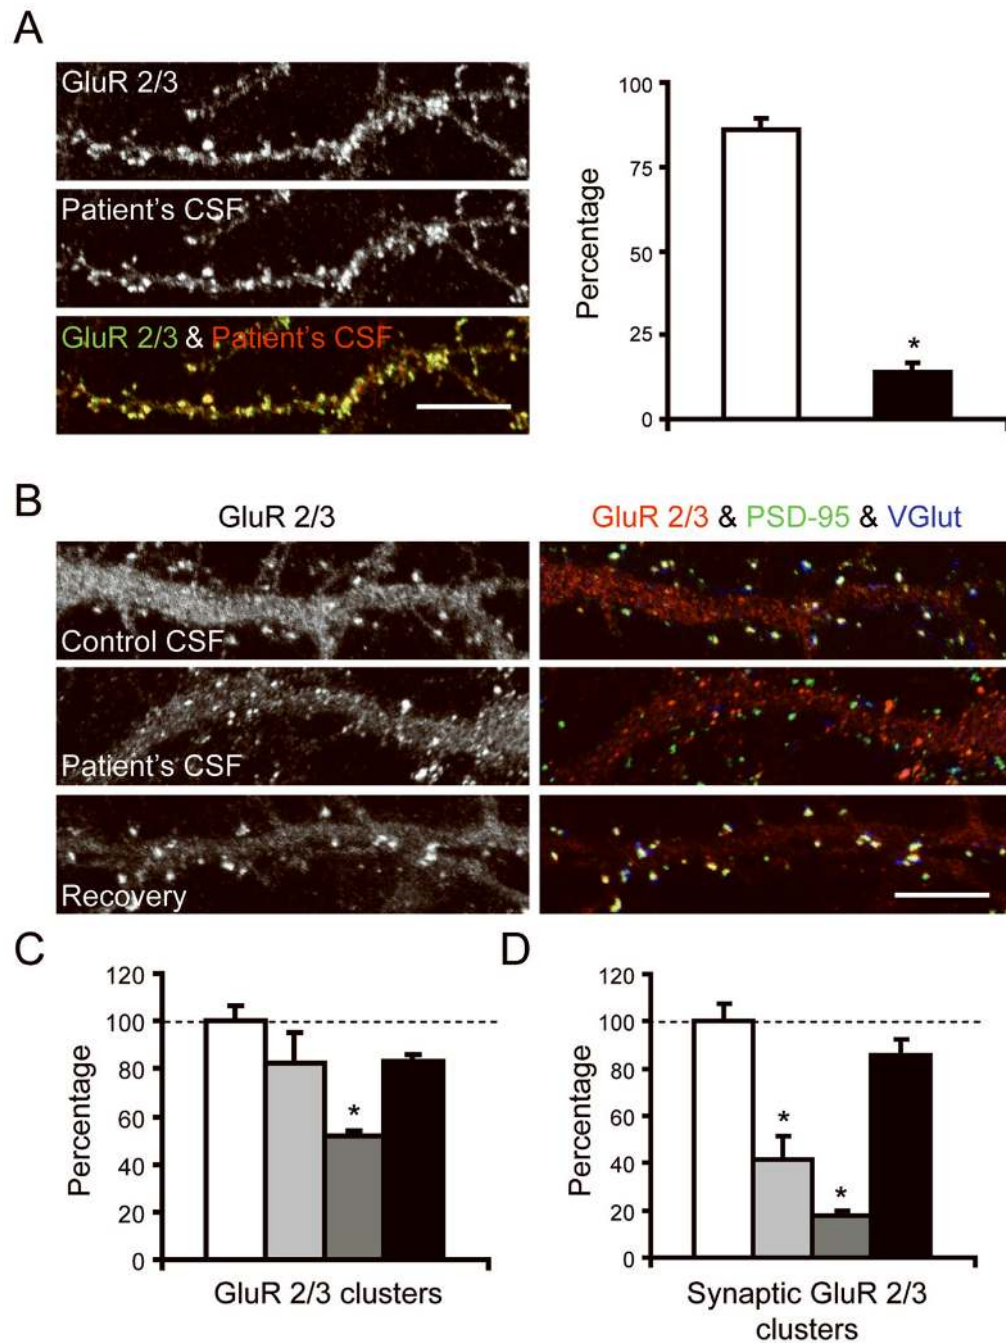 A
GluR 2/3
Patient's CSF
GluR 2/3 & Patient's CSF
100
75
50
25
0
Percentage
*
B
GluR 2/3
GluR 2/3 & PSD-95 & VGlut
Control CSF
Patient's CSF
Recovery
C
120
100
80
60
40
20
0
Percentage
*
GluR 2/3 clusters
D
120
100
80
60
40
20
0
Percentage
*
*
Synaptic GluR 2/3
clusters